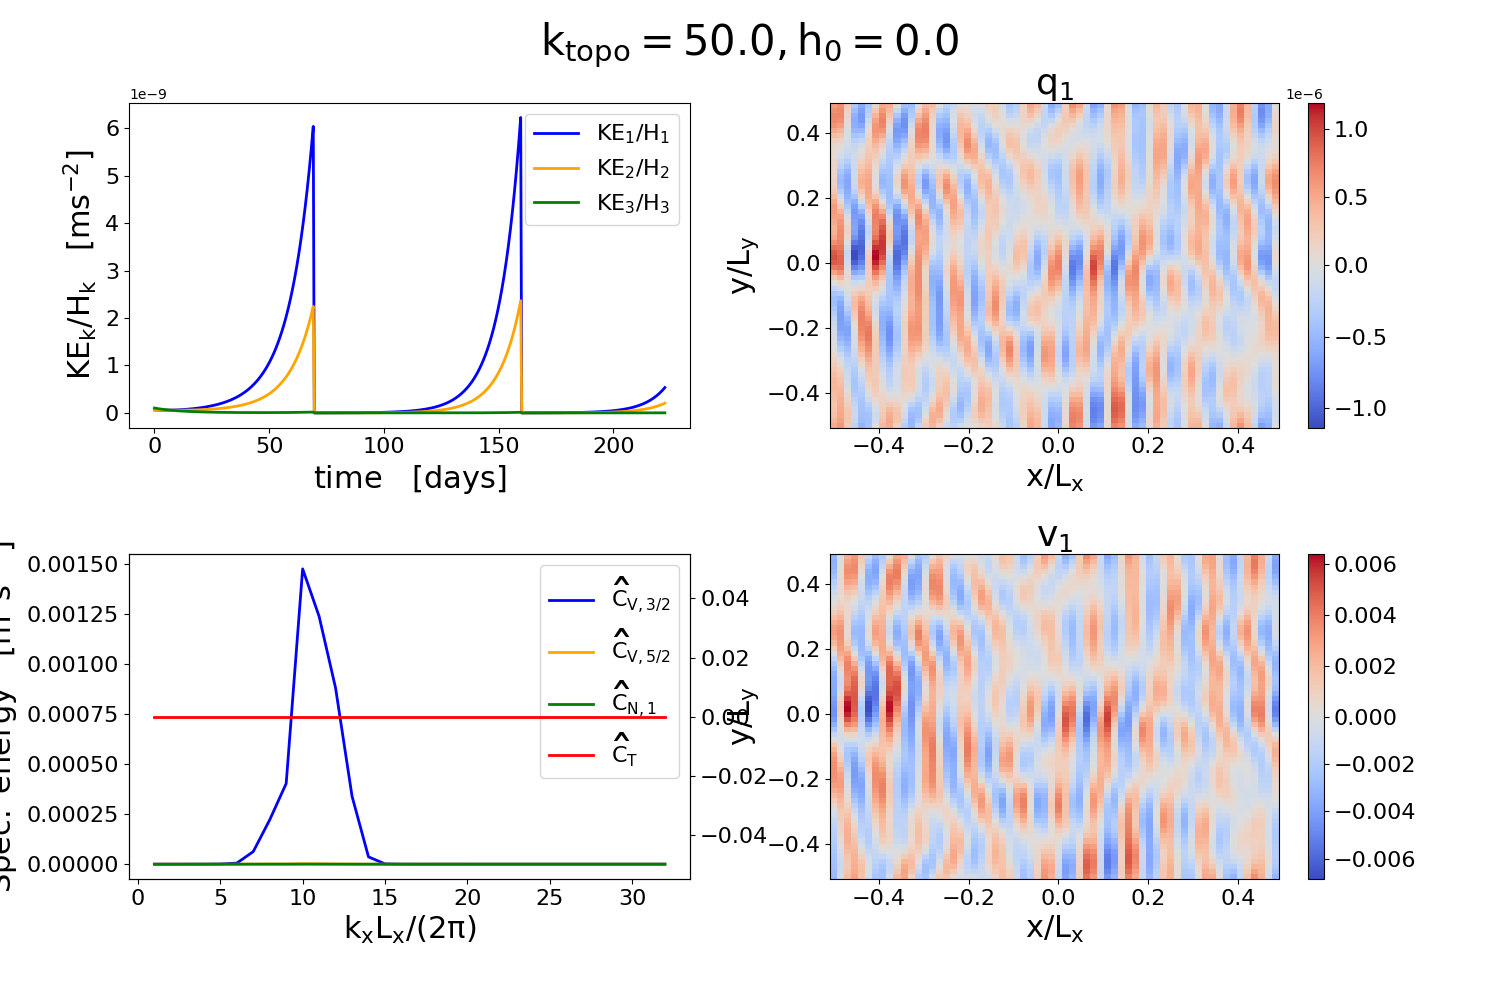 k_topo = 50.0, h_0 = 0.0
1e−9
KE_k/H_k [ms^−2]
6
5
4
3
2
1
0
KE_1/H_1
KE_2/H_2
KE_3/H_3
0 50 100 150 200
time [days]
q_1
1e−6
y/L_y
0.4
0.2
0.0
−0.2
−0.4
−0.4 −0.2 0.0 0.2 0.4
x/L_x
1.0
0.5
0.0
−0.5
−1.0
Spec. energy
0.00150
0.00125
0.00100
0.00075
0.00050
0.00025
0.00000
Ĉ_V,3/2
Ĉ_V,5/2
Ĉ_N,1
Ĉ_T
0.04
0.02
0.00
−0.02
−0.04
0 5 10 15 20 25 30
k_xL_x/(2π)
v_1
y/L_y
0.4
0.2
0.0
−0.2
−0.4
−0.4 −0.2 0.0 0.2 0.4
x/L_x
0.006
0.004
0.002
0.000
−0.002
−0.004
−0.006